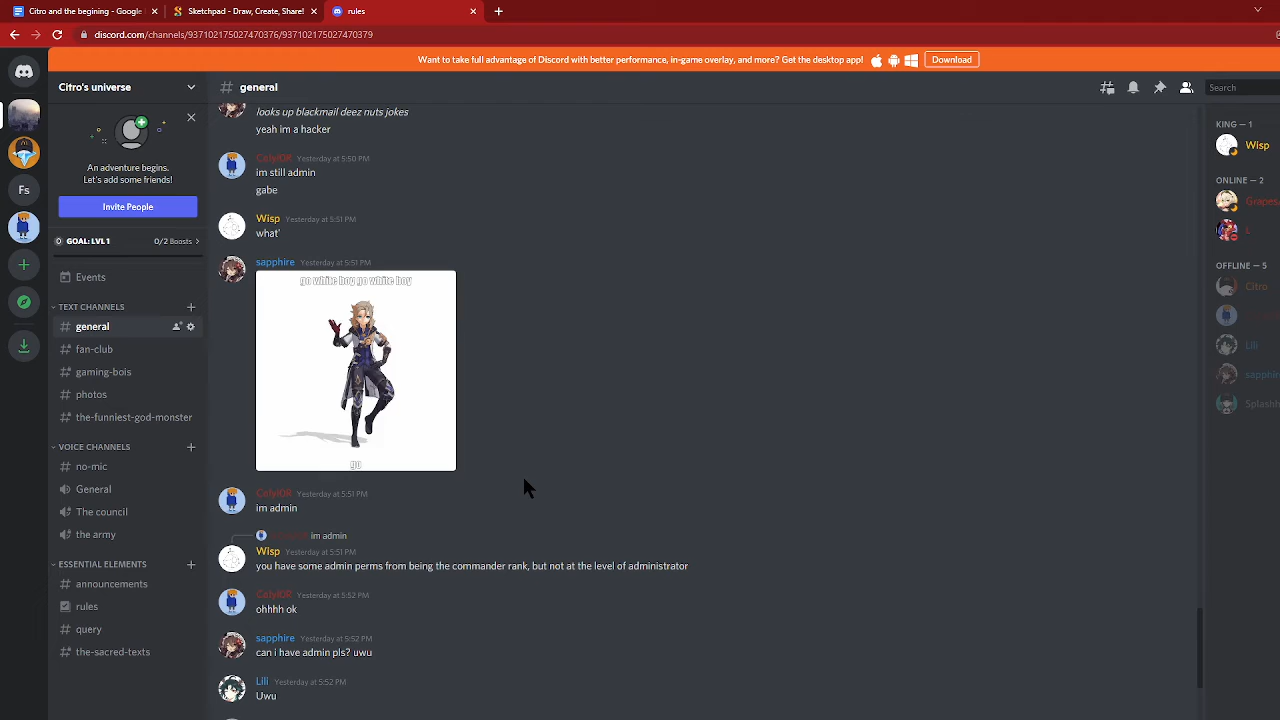 Citro and the begining - Google
Sketchpad - Draw, Create, Share!
rules
discord.com/channels/937102175027470376/937102175027470379
Want to take full advantage of Discord with better performance, in-game overlay, and more? Get the desktop app!
Download
Citro's universe
general
Search
An adventure begins.
Let's add some friends!
Invite People
GOAL: LVL 1
0/2 Boosts
Events
TEXT CHANNELS
general
fan-club
gaming-bois
photos
the-funniest-god-monster
VOICE CHANNELS
no-mic
General
The council
the army
ESSENTIAL ELEMENTS
announcements
rules
query
the-sacred-texts
looks up blackmail deez nuts jokes
yeah im a hacker
Yesterday at 5:50 PM
im still admin
gabe
Wisp Yesterday at 5:51 PM
what'
sapphire Yesterday at 5:51 PM
go white boy go white boy
go
Yesterday at 5:51 PM
im admin
im admin
Wisp Yesterday at 5:51 PM
you have some admin perms from being the commander rank, but not at the level of administrator
Yesterday at 5:52 PM
ohhhh ok
sapphire Yesterday at 5:52 PM
can i have admin pls? uwu
Lili Yesterday at 5:52 PM
Uwu
KING — 1
Wisp
ONLINE — 2
Grapes
L
OFFLINE — 5
Citro
Lili
sapphire
Splash